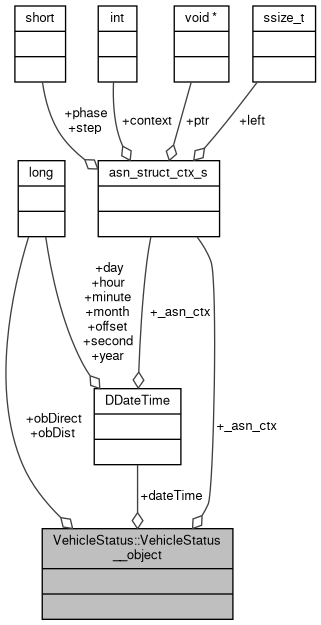 short
int
void *
ssize_t
+phase
+step
+context
+ptr
+left
long
asn_struct_ctx_s
+day
+hour
+minute
+month
+offset
+second
+year
+_asn_ctx
DDateTime
+obDirect
+obDist
+_asn_ctx
+dateTime
VehicleStatus::VehicleStatus
__object